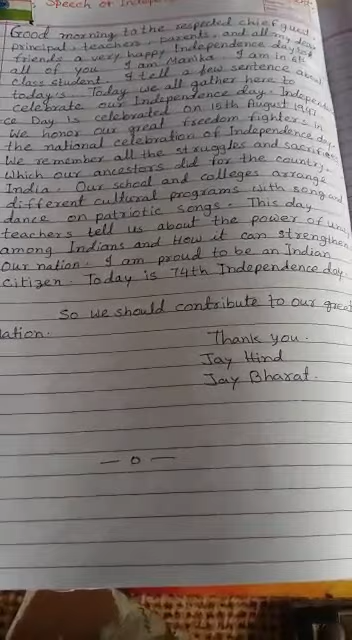 Speech or Indepen
Good morning to the respected chief guest
principal, teachers, parents, and all my dear
friends a very happy Independence day to
all of you. I am Manika. I am in 6th
class student. I tell a few sentence about
today's. Today we all gather here to
celebrate our Independence day. Independen
ce Day is celebrated on 15th August 1947
We honor our great freedom fighters in
the national celebration of Independence day.
We remember all the struggles and sacrifices
which our ancestors did for the country
India. Our school and colleges arrange
different cultural programs with song and
dance on patriotic songs. This day
teachers tell us about the power of unity
among Indians and How it can strengthen
Our nation. I am proud to be an Indian
citizen. Today is 74th Independence day.
So we should contribute to our great
Nation.
Thank you.
Jay Hind
Jay Bharat.
— 0 —